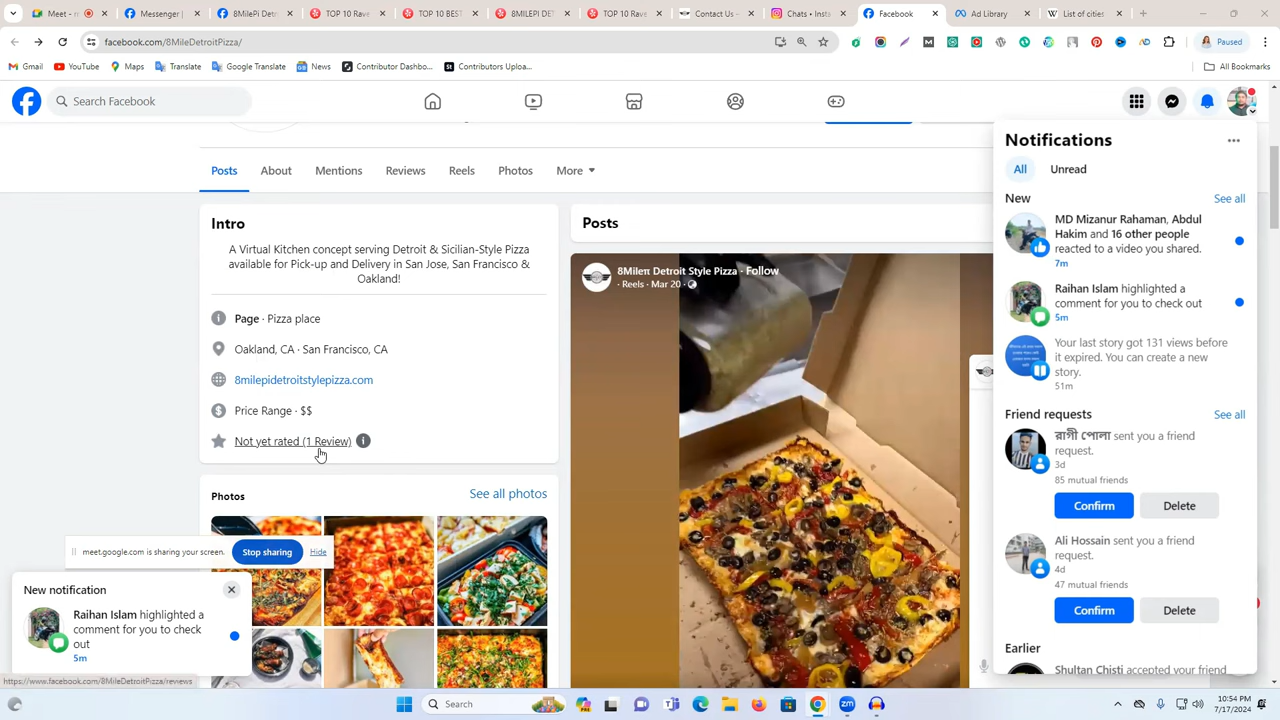 Meet -
Messenger |
8MilePi Detroit
TOP 10 Rave
TOP 10 BEST
8MILEPI DET
TOP 10 Rave
Contact Us -
Chats • Inst
Facebook
Ad Library
List of cities
facebook.com/8MileDetroitPizza/
Paused
Gmail
YouTube
Maps
Translate
Google Translate
News
Contributor Dashbo...
Contributors Uploa...
All Bookmarks
Search Facebook
Posts
About
Mentions
Reviews
Reels
Photos
More
Intro
A Virtual Kitchen concept serving Detroit & Sicilian-Style Pizza
available for Pick-up and Delivery in San Jose, San Francisco &
Oakland!
Page · Pizza place
Oakland, CA · San Francisco, CA
8milepidetroitstylepizza.com
Price Range · $$
Not yet rated (1 Review)
Photos
See all photos
meet.google.com is sharing your screen.
Stop sharing
Hide
New notification
Raihan Islam highlighted a
comment for you to check
out
5m
https://www.facebook.com/8MileDetroitPizza/reviews
Posts
8Mileπ Detroit Style Pizza · Follow
· Reels · Mar 20 ·
Notifications
All
Unread
New
See all
MD Mizanur Rahaman, Abdul
Hakim and 16 other people
reacted to a video you shared.
7m
Raihan Islam highlighted a
comment for you to check out
5m
Your last story got 131 views before
it expired. You can create a new
story.
51m
Friend requests
See all
রাগী পোলা sent you a friend
request.
3d
85 mutual friends
Confirm
Delete
Ali Hossain sent you a friend
request.
4d
47 mutual friends
Confirm
Delete
Earlier
Shultan Chisti accepted your friend
Search
10:54 PM
7/17/2024